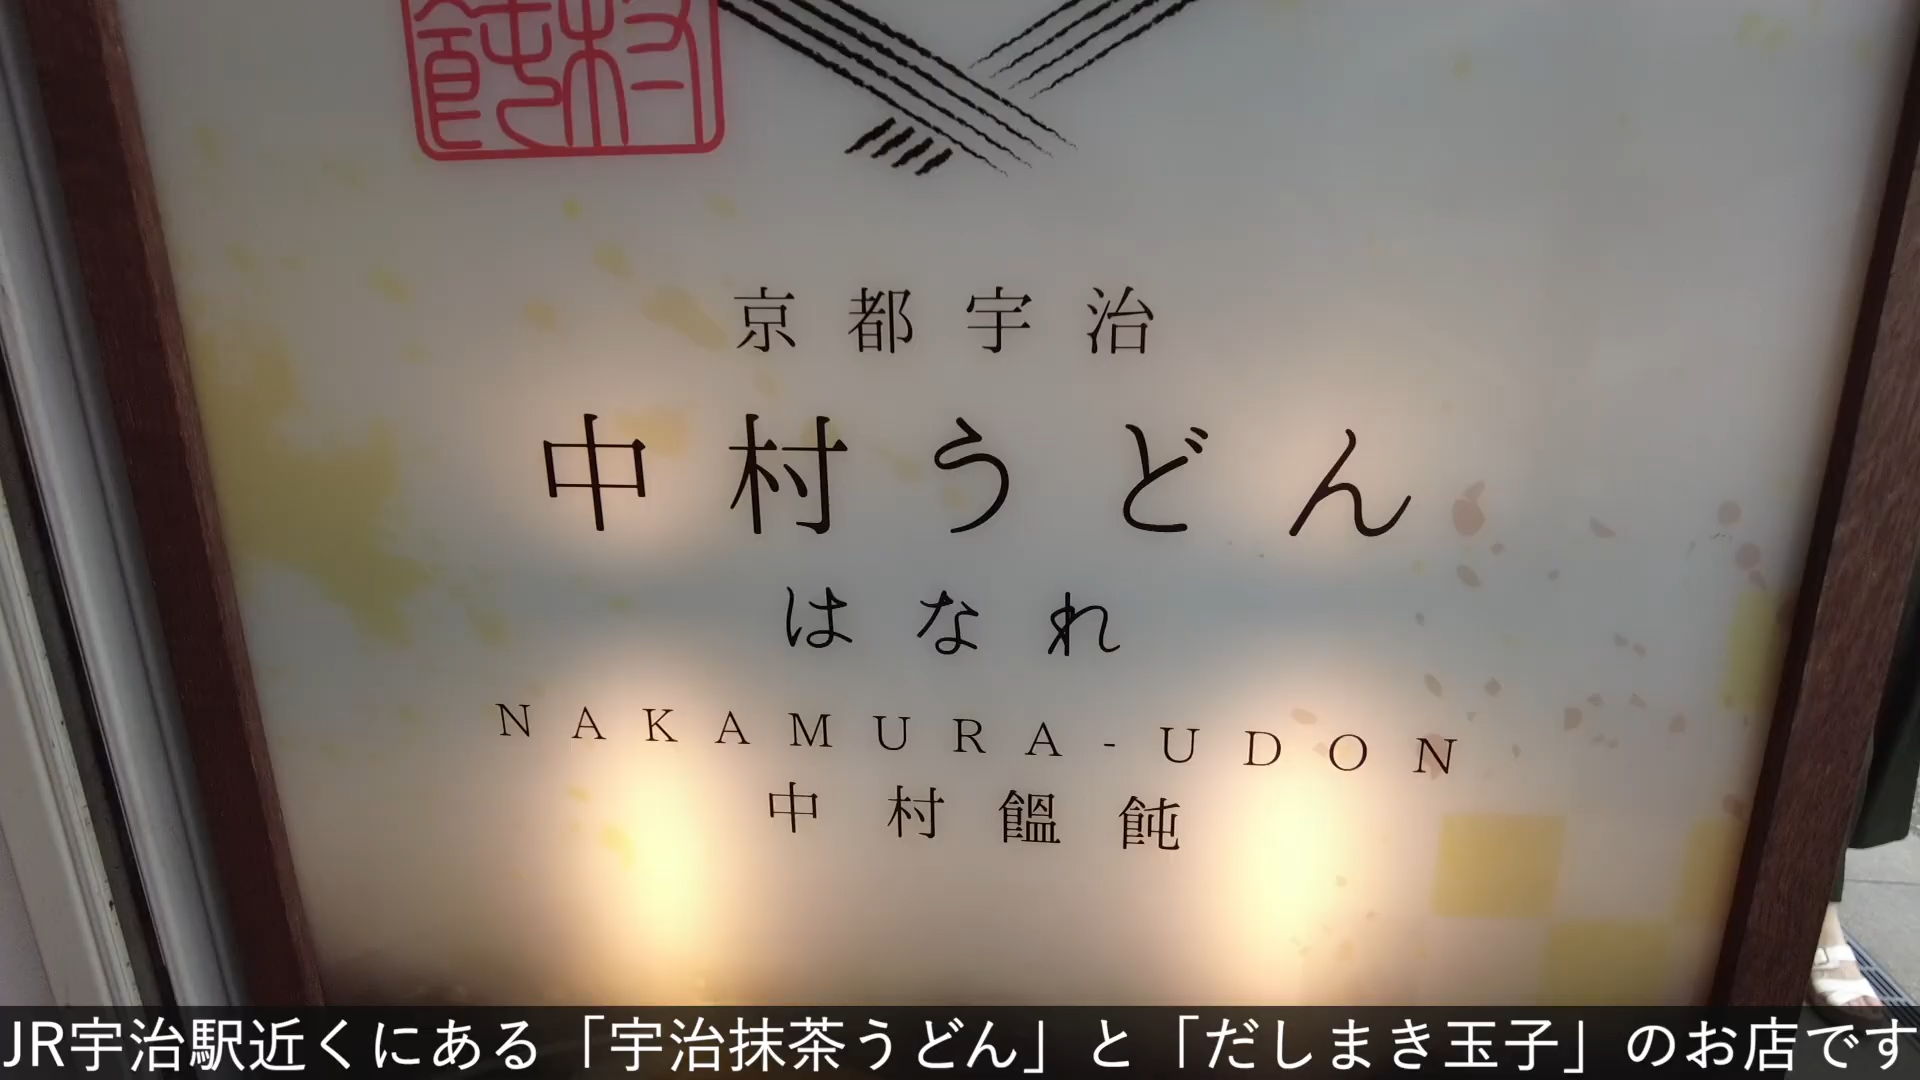 飩村
京都宇治
中村うどん
はなれ
NAKAMURA-UDON
中村饂飩
JR宇治駅近くにある「宇治抹茶うどん」と「だしまき玉子」のお店です